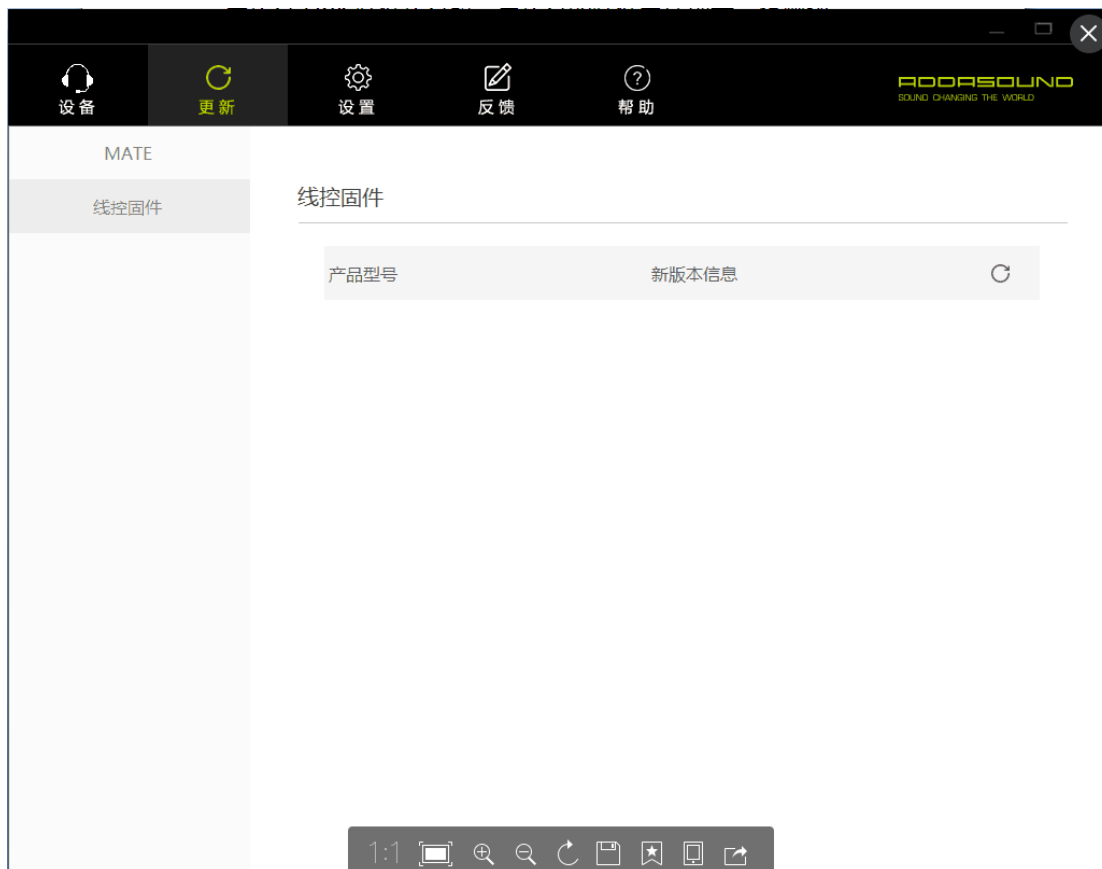 设备
更新
设置
反馈
帮助
ADDASOUND
SOUND CHANGING THE WORLD
MATE
线控固件
线控固件
产品型号
新版本信息
1:1